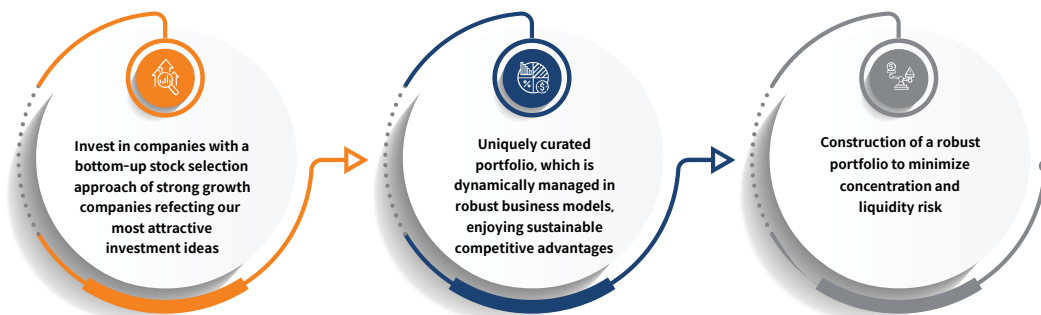 Invest in companies with a
bottom-up stock selection
approach of strong growth
companies refecting our
most attractive
investment ideas
Uniquely curated
portfolio, which is
dynamically managed in
robust business models,
enjoying sustainable
competitive advantages
Construction of a robust
portfolio to minimize
concentration and
liquidity risk